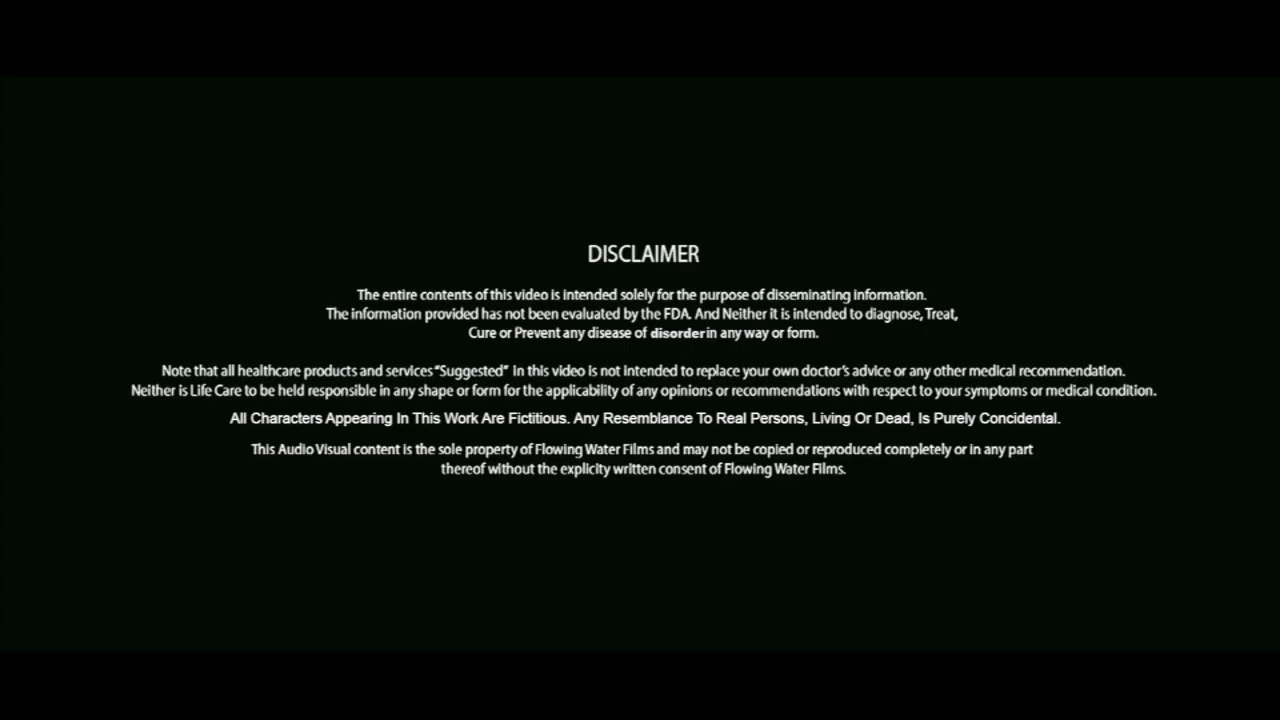 DISCLAIMER
The entire contents of this video is intended solely for the purpose of disseminating information.
The information provided has not been evaluated by the FDA. And Neither it is intended to diagnose, Treat,
Cure or Prevent any disease of disorder in any way or form.
Note that all healthcare products and services "Suggested" in this video is not intended to replace your own doctor's advice or any other medical recommendation.
Neither is Life Care to be held responsible in any shape or form for the applicability of any opinions or recommendations with respect to your symptoms or medical condition.
All Characters Appearing In This Work Are Fictitious. Any Resemblance To Real Persons, Living Or Dead, Is Purely Concidental.
This Audio Visual content is the sole property of Flowing Water Films and may not be copied or reproduced completely or in any part
thereof without the explicity written consent of Flowing Water Films.